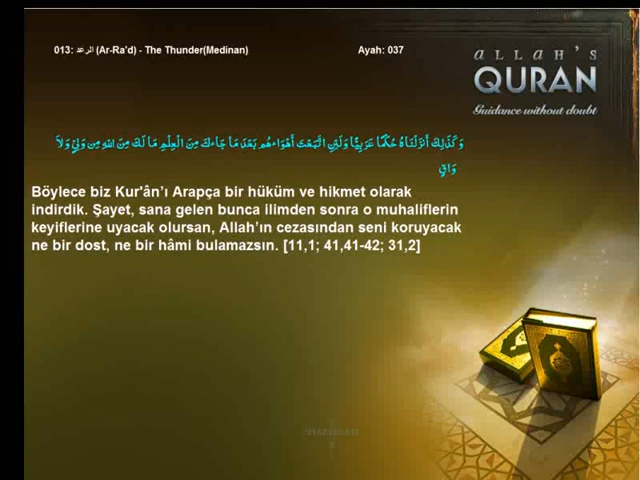 013: الرعد (Ar-Ra'd) - The Thunder(Medinan) Ayah: 037
ALLAH'S
QURAN
Guidance without doubt
وَكَذَلِكَ أَنزَلْنَاهُ حُكْمًا عَرَبِيًّا وَلَئِنِ اتَّبَعْتَ أَهْوَاءهُم بَعْدَ مَا جَاءكَ مِنَ الْعِلْمِ مَا لَكَ مِنَ اللّهِ مِن وَلِيٍّ وَلاَ
وَاقٍ
Böylece biz Kur'ân’ı Arapça bir hüküm ve hikmet olarak
indirdik. Şayet, sana gelen bunca ilimden sonra o muhaliflerin
keyiflerine uyacak olursan, Allah’ın cezasından seni koruyacak
ne bir dost, ne bir hâmi bulamazsın. [11,1; 41,41-42; 31,2]